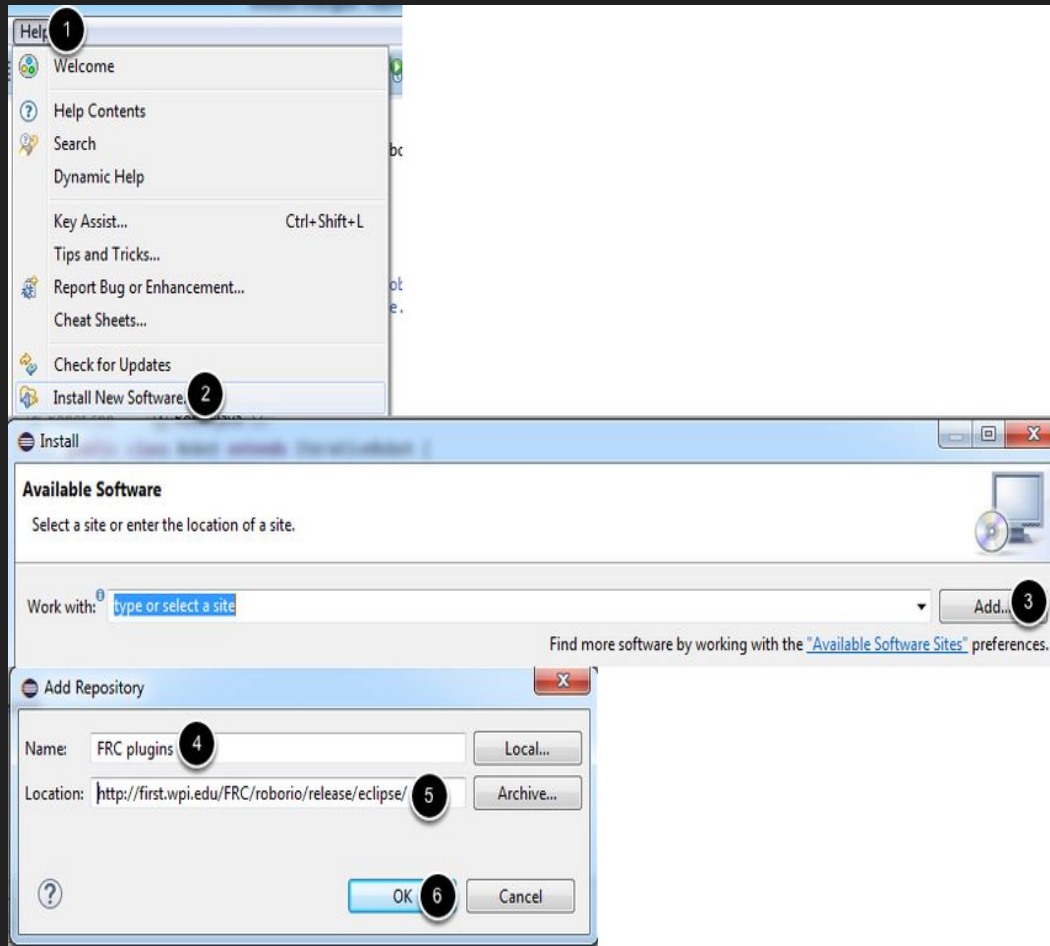 Help
1
Welcome
Help Contents
Search
Dynamic Help
Key Assist... Ctrl+Shift+L
Tips and Tricks...
Report Bug or Enhancement...
Cheat Sheets...
Check for Updates
Install New Software. 2
Install
Available Software
Select a site or enter the location of a site.
Work with: type or select a site Add... 3
Find more software by working with the "Available Software Sites" preferences.
Add Repository
Name: FRC plugins 4 Local...
Location: http://first.wpi.edu/FRC/roborio/release/eclipse/ 5 Archive...
OK 6 Cancel